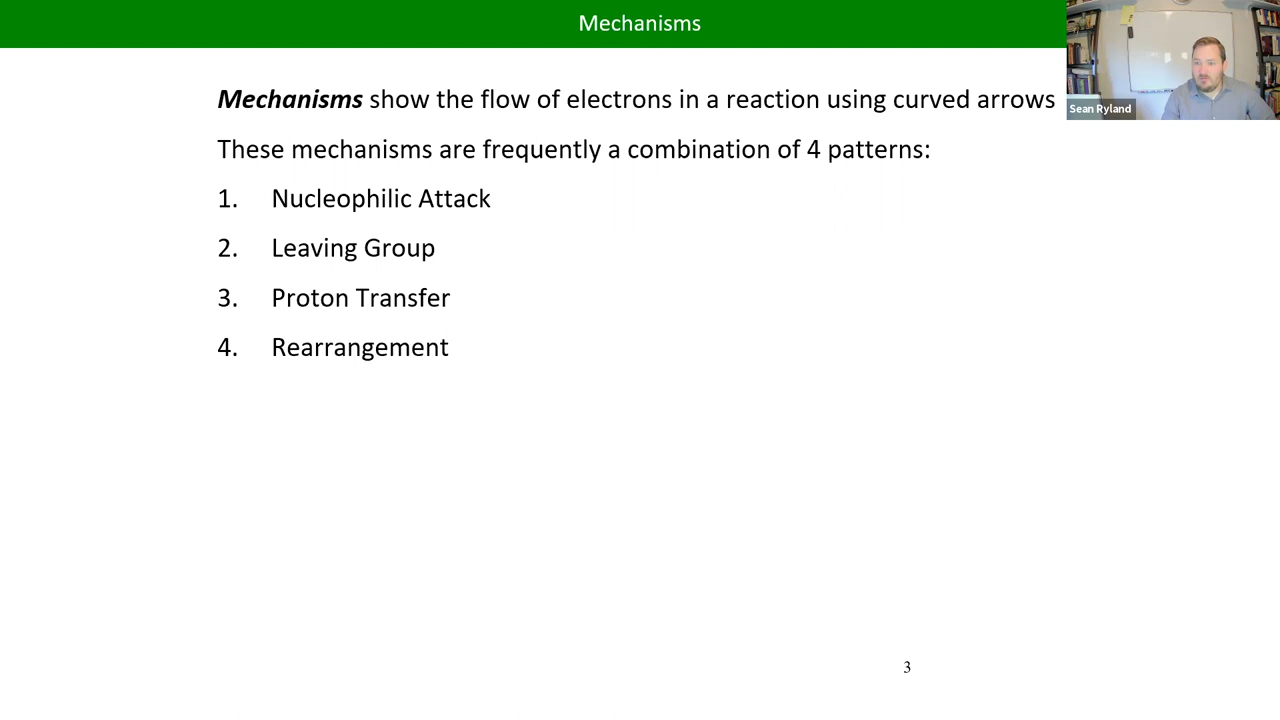 Mechanisms
Mechanisms show the flow of electrons in a reaction using curved arrows
Sean Ryland
These mechanisms are frequently a combination of 4 patterns:
1. Nucleophilic Attack
2. Leaving Group
3. Proton Transfer
4. Rearrangement
3